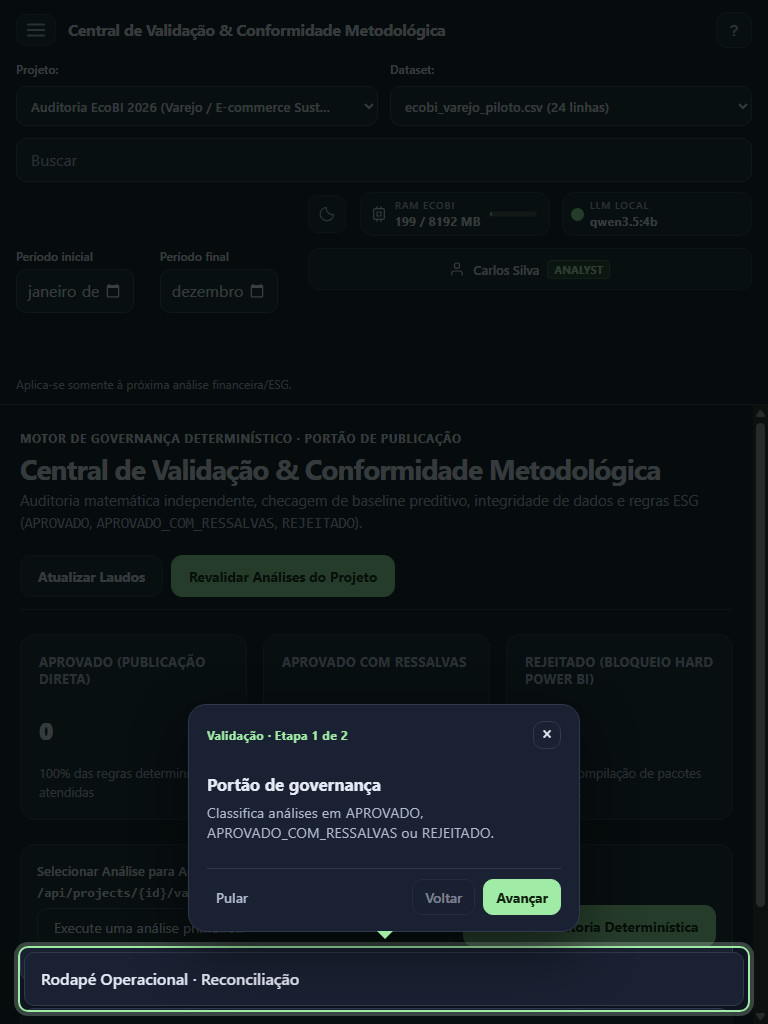 Central de Validação & Conformidade Metodológica
?
Projeto:
Dataset:
Auditoria EcoBI 2026 (Varejo / E-commerce Sust...
ecobi_varejo_piloto.csv (24 linhas)
Buscar
RAM ECOBI
199 / 8192 MB
LLM LOCAL
qwen3.5:4b
Período inicial
Período final
janeiro de
dezembro
Carlos Silva
ANALYST
Aplica-se somente à próxima análise financeira/ESG.
MOTOR DE GOVERNANÇA DETERMINÍSTICO · PORTÃO DE PUBLICAÇÃO
Central de Validação & Conformidade Metodológica
Auditoria matemática independente, checagem de baseline preditivo, integridade de dados e regras ESG
(APROVADO, APROVADO_COM_RESSALVAS, REJEITADO).
Atualizar Laudos
Revalidar Análises do Projeto
APROVADO (PUBLICAÇÃO
DIRETA)
0
100% das regras determin
atendidas
APROVADO COM RESSALVAS
REJEITADO (BLOQUEIO HARD
POWER BI)
ompilação de pacotes
Validação · Etapa 1 de 2
×
Portão de governança
Classifica análises em APROVADO,
APROVADO_COM_RESSALVAS ou REJEITADO.
Pular
Voltar
Avançar
Selecionar Análise para A
/api/projects/{id}/va
Execute uma análise
oria Determinística
Rodapé Operacional · Reconciliação